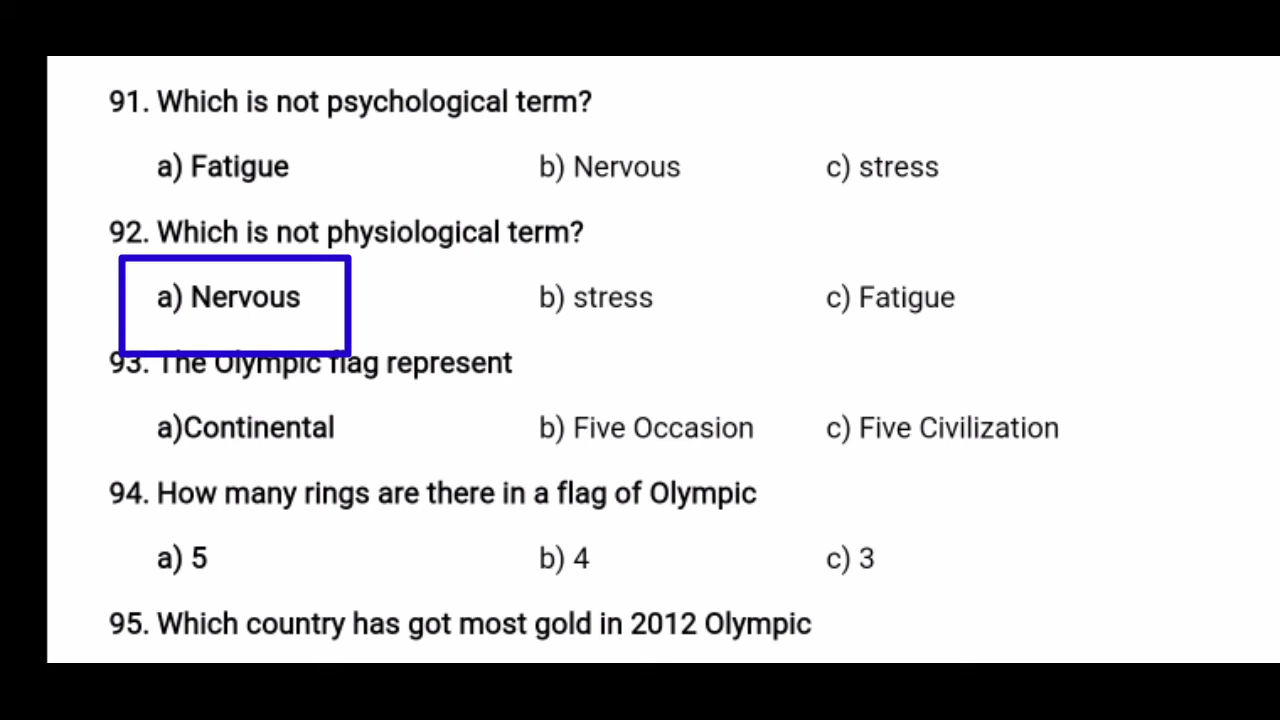 91. Which is not psychological term?
a) Fatigue b) Nervous c) stress
92. Which is not physiological term?
a) Nervous b) stress c) Fatigue
93. The Olympic flag represent
a)Continental b) Five Occasion c) Five Civilization
94. How many rings are there in a flag of Olympic
a) 5 b) 4 c) 3
95. Which country has got most gold in 2012 Olympic